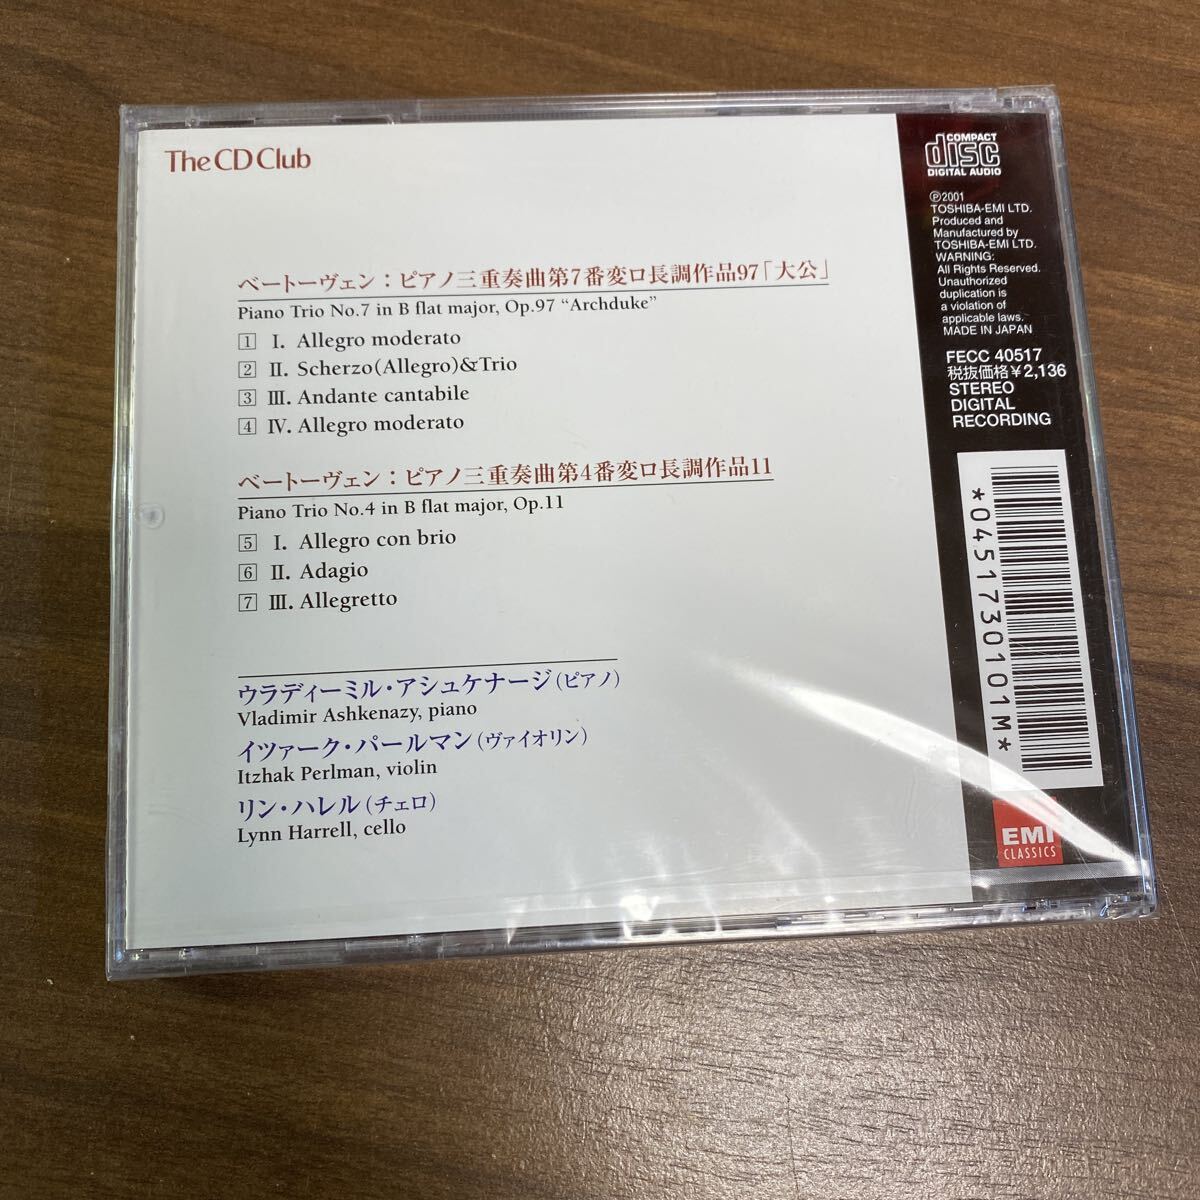 The CD Club
ベートーヴェン：ピアノ三重奏曲第7番変ロ長調作品97「大公」
Piano Trio No.7 in B flat major, Op.97 “Archduke”
1 I. Allegro moderato
2 II. Scherzo(Allegro)&Trio
3 III. Andante cantabile
4 IV. Allegro moderato
ベートーヴェン：ピアノ三重奏曲第4番変ロ長調作品11
Piano Trio No.4 in B flat major, Op.11
5 I. Allegro con brio
6 II. Adagio
7 III. Allegretto
ウラディーミル・アシュケナージ（ピアノ）
Vladimir Ashkenazy, piano
イツァーク・パールマン（ヴァイオリン）
Itzhak Perlman, violin
リン・ハレル（チェロ）
Lynn Harrell, cello
COMPACT
disc
DIGITAL AUDIO
Ⓟ2001
TOSHIBA-EMI LTD.
Produced and
Manufactured by
TOSHIBA-EMI LTD.
WARNING:
All Rights Reserved.
Unauthorized
duplication is
a violation of
applicable laws.
MADE IN JAPAN
FECC 40517
税抜価格￥2,136
STEREO
DIGITAL
RECORDING
*0451730101M*
EMI
CLASSICS